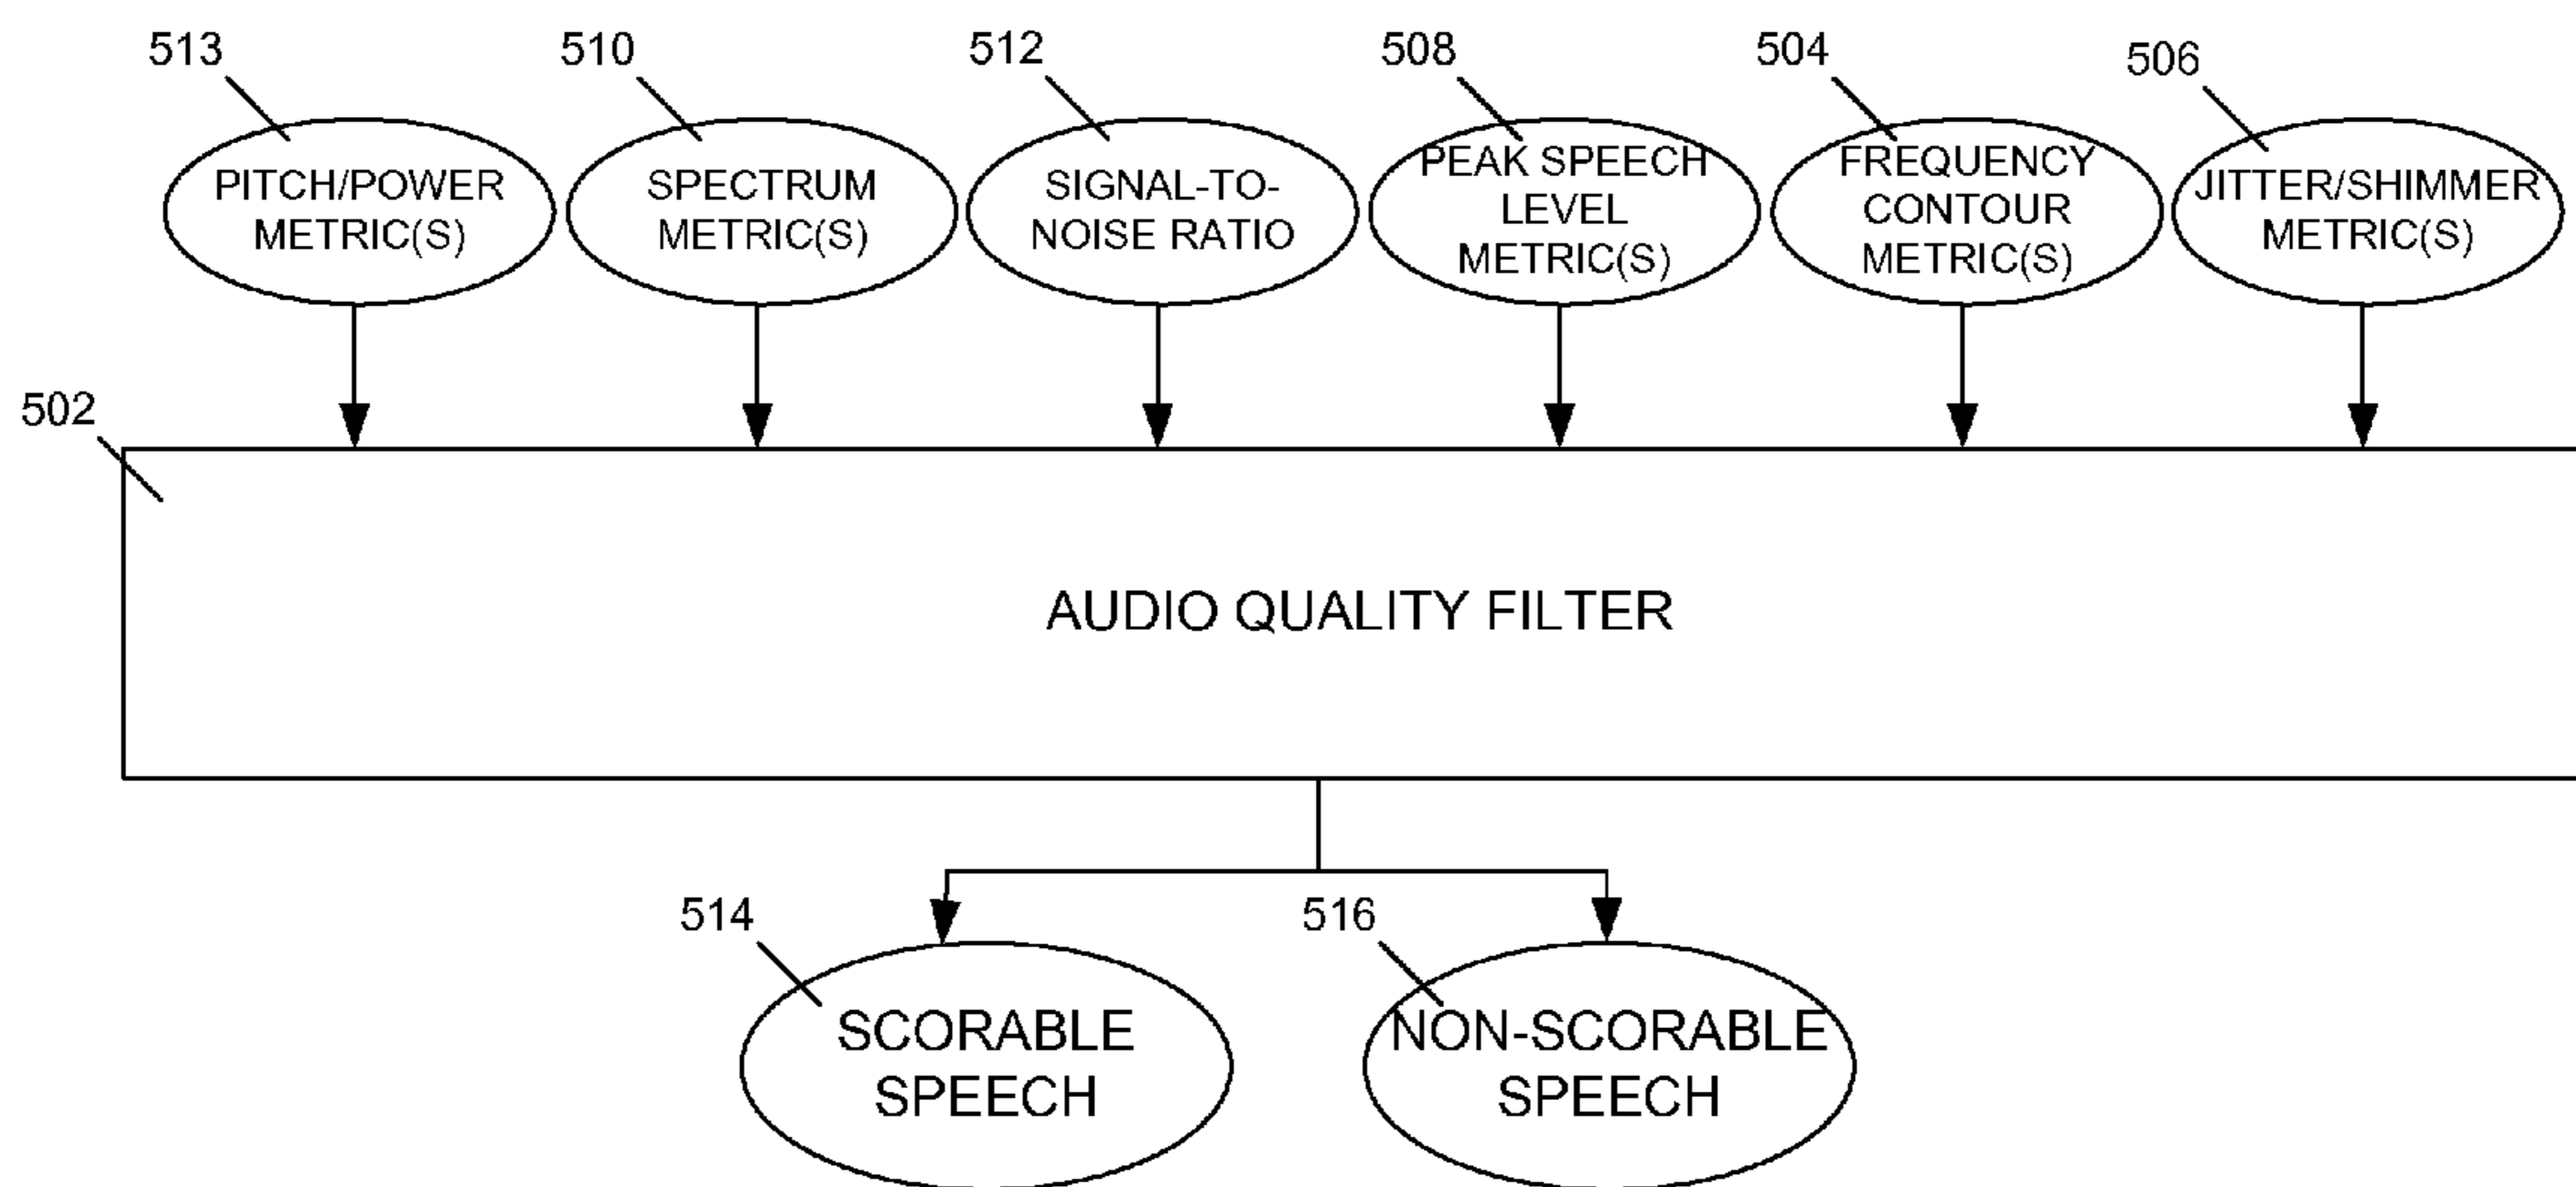 513
510
512
508
504
506
PITCH/POWER
METRIC(S)
SPECTRUM
METRIC(S)
SIGNAL-TO-
NOISE RATIO
PEAK SPEECH
LEVEL
METRIC(S)
FREQUENCY
CONTOUR
METRIC(S)
JITTER/SHIMMER
METRIC(S)
502
AUDIO QUALITY FILTER
514
516
SCORABLE
SPEECH
NON-SCORABLE
SPEECH